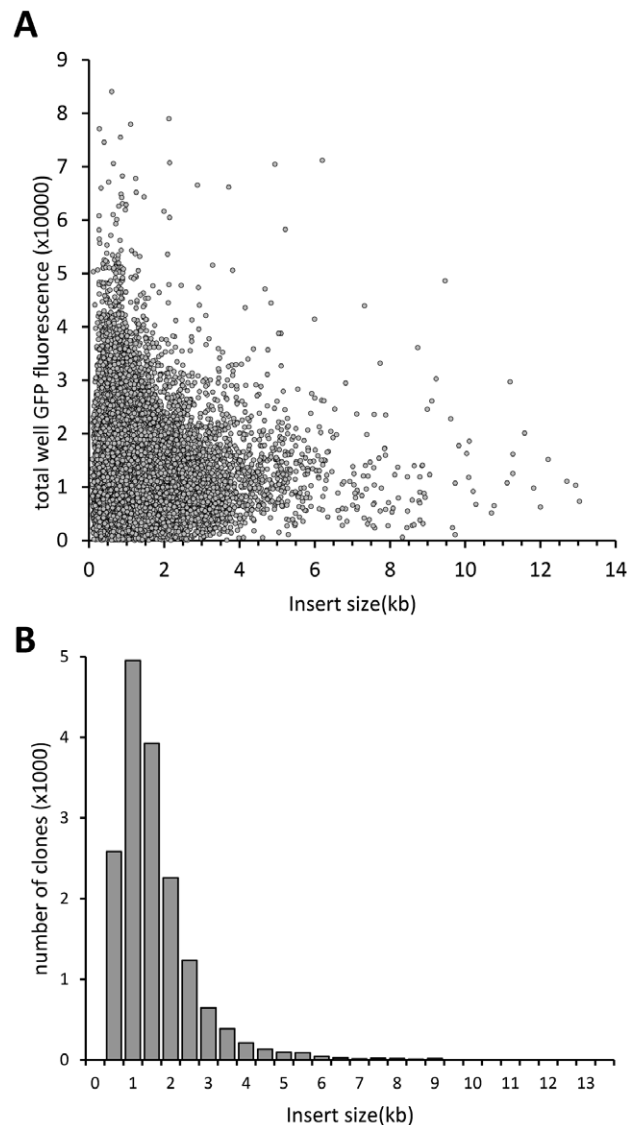 A
total well GFP fluorescence (x10000)
9
8
7
6
5
4
3
2
1
0
0 2 4 6 8 10 12 14
Insert size(kb)
B
number of clones (x1000)
5
4
3
2
1
0
0 1 2 3 4 5 6 7 8 9 10 11 12 13
Insert size(kb)